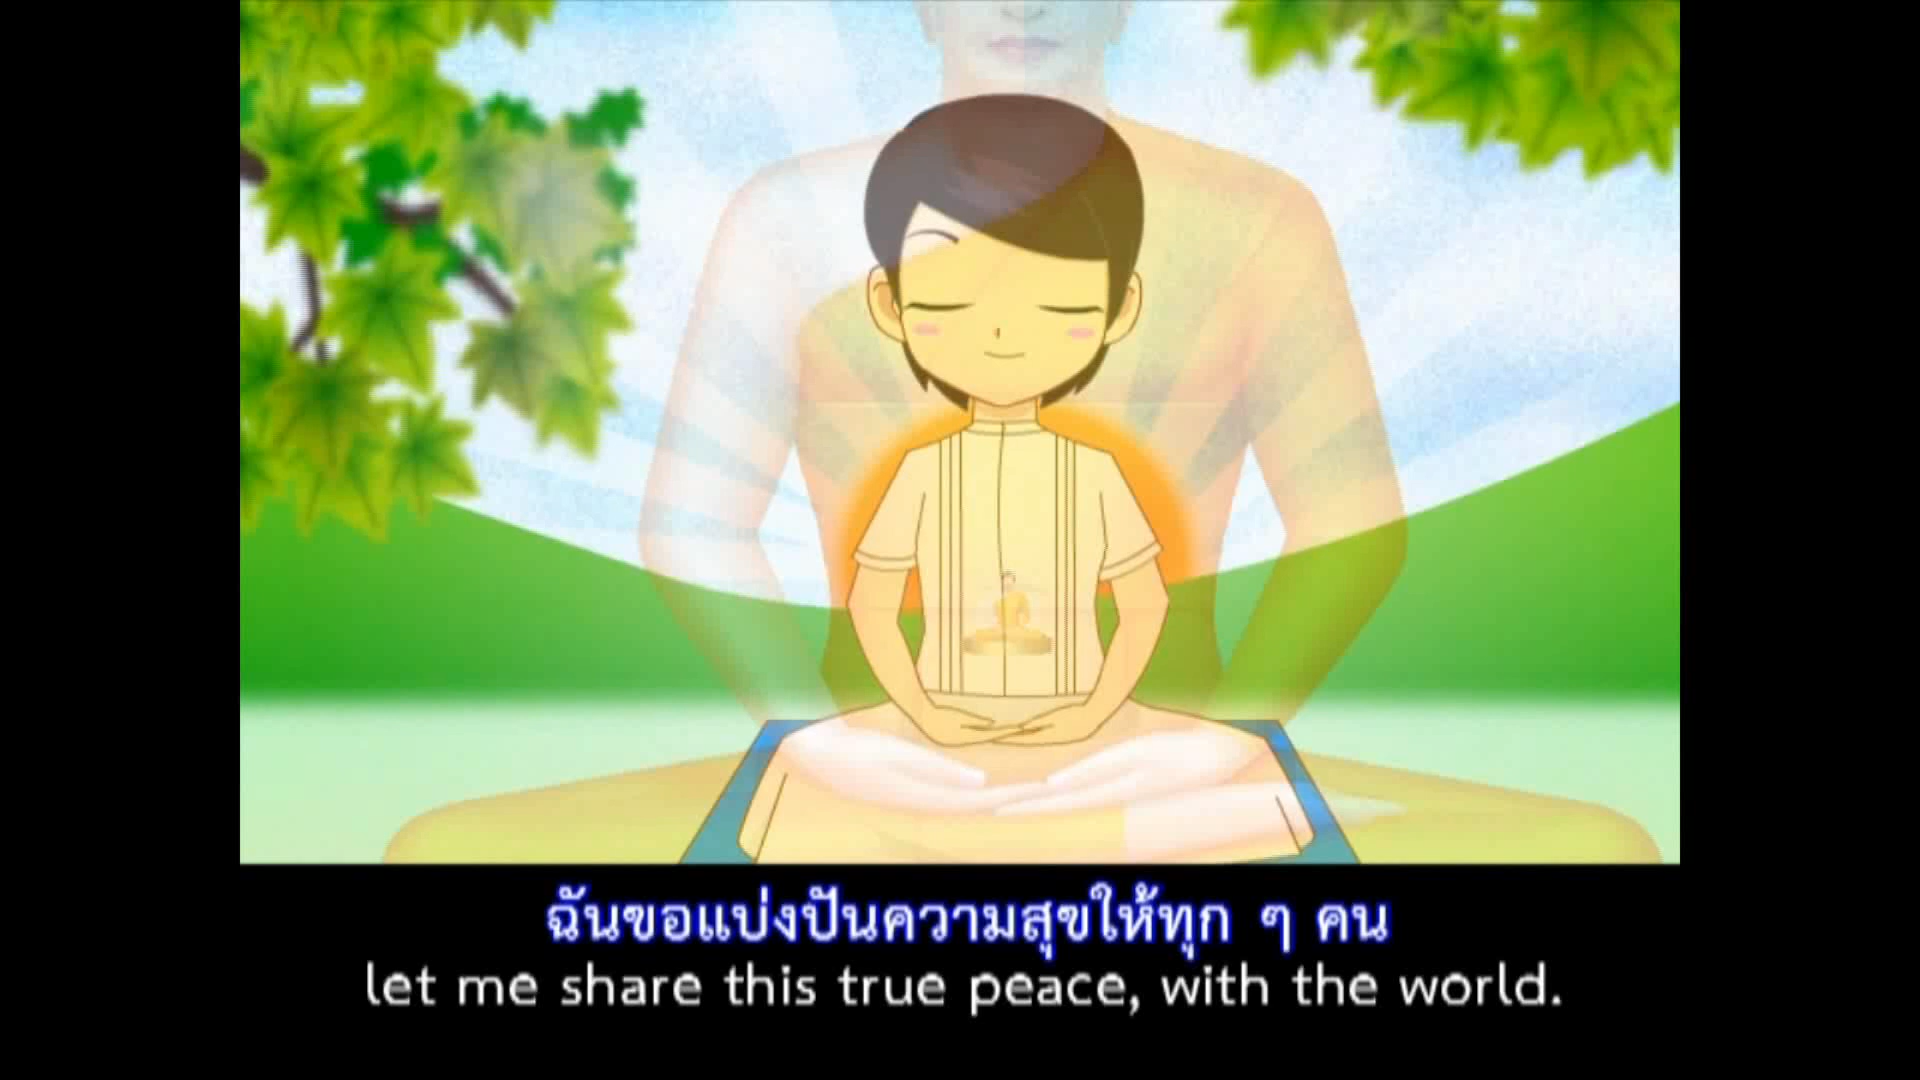 ฉันขอแบ่งปันความสุขให้ทุก ๆ คน
let me share this true peace, with the world.